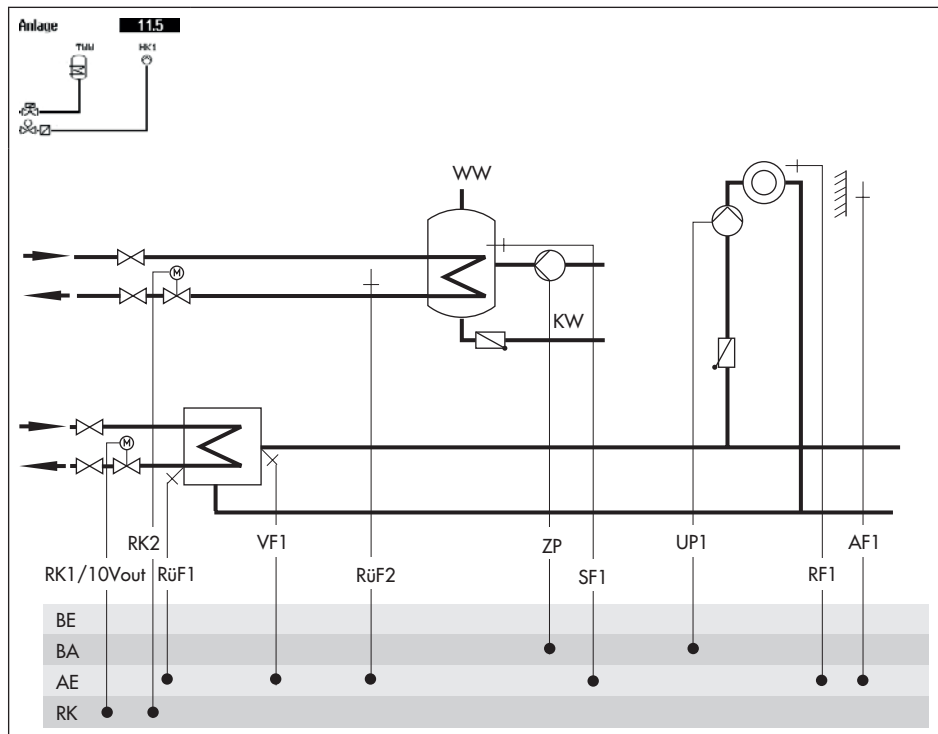 Anlage 11.5
TWW HK1
WW
M
KW
M
RK2 VF1 ZP UP1 AF1
RK1/10Vout RüF1 RüF2 SF1 RF1
BE
BA
AE
RK